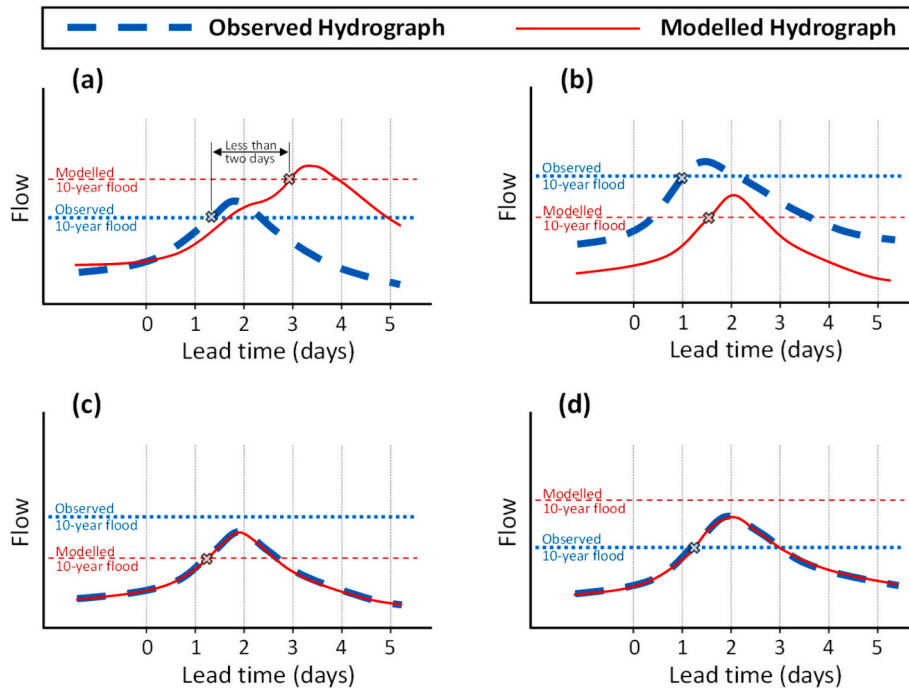 Observed Hydrograph Modelled Hydrograph
(a)
Less than
two days
Modelled
10-year flood
Observed
10-year flood
Flow
0 1 2 3 4 5
Lead time (days)
(b)
Observed
10-year flood
Modelled
10-year flood
Flow
0 1 2 3 4 5
Lead time (days)
(c)
Observed
10-year flood
Modelled
10-year flood
Flow
0 1 2 3 4 5
Lead time (days)
(d)
Modelled
10-year flood
Observed
10-year flood
Flow
0 1 2 3 4 5
Lead time (days)